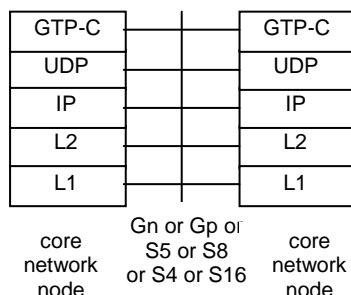 GTP-C GTP-C
UDP UDP
IP IP
L2 L2
L1 L1
Gn or Gp or
S5 or S8
or S4 or S16
core
network
node
core
network
node